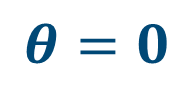 θ = 0